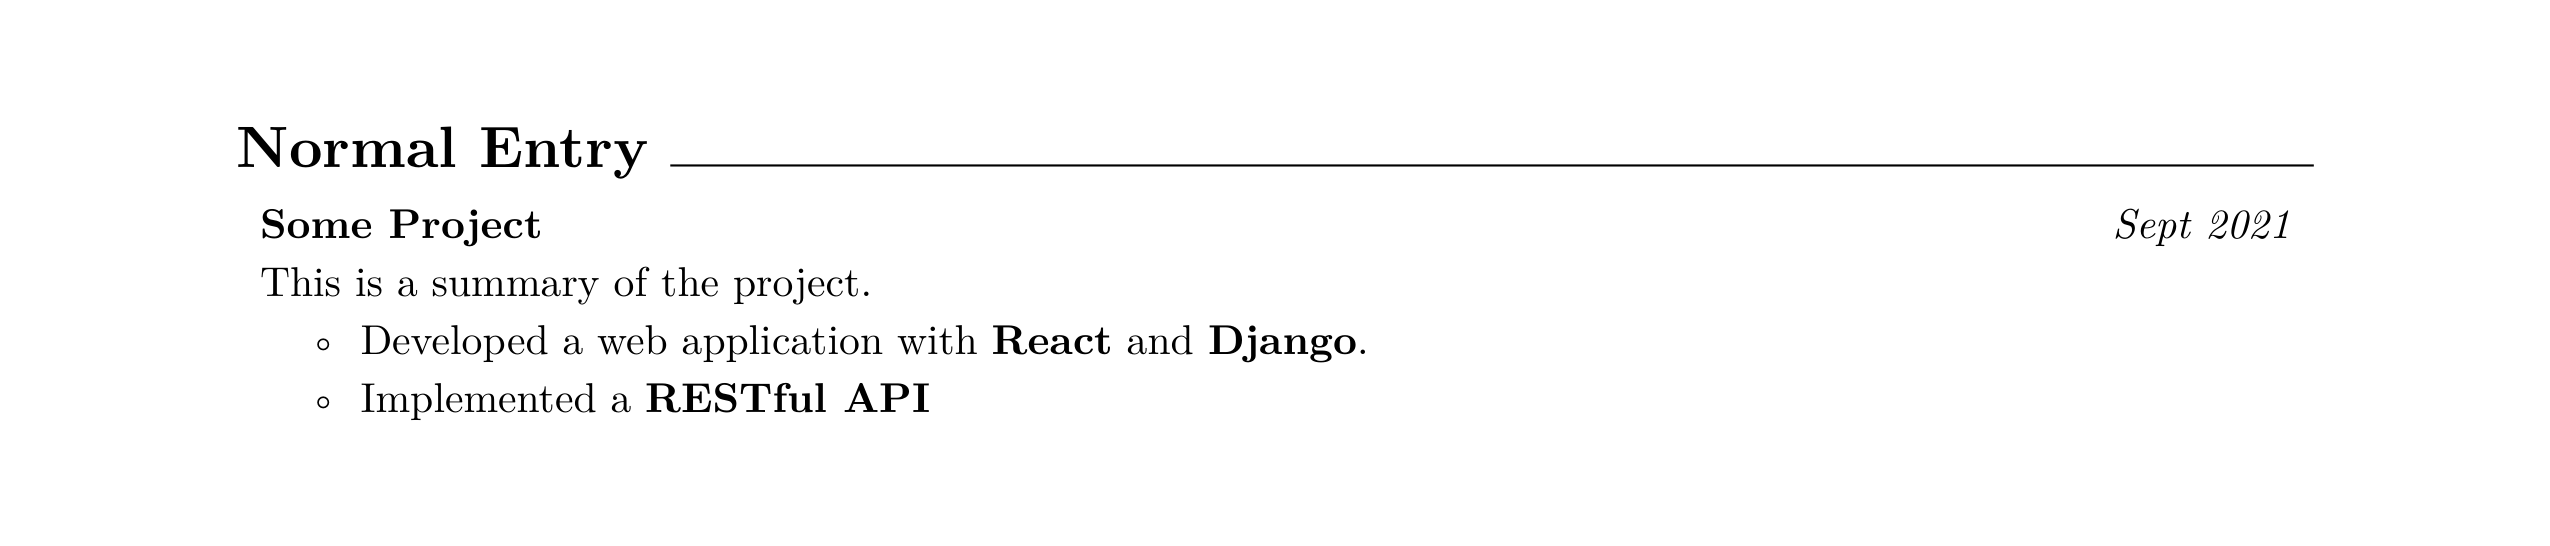 Normal Entry
Some Project Sept 2021
This is a summary of the project.
◦ Developed a web application with React and Django.
◦ Implemented a RESTful API